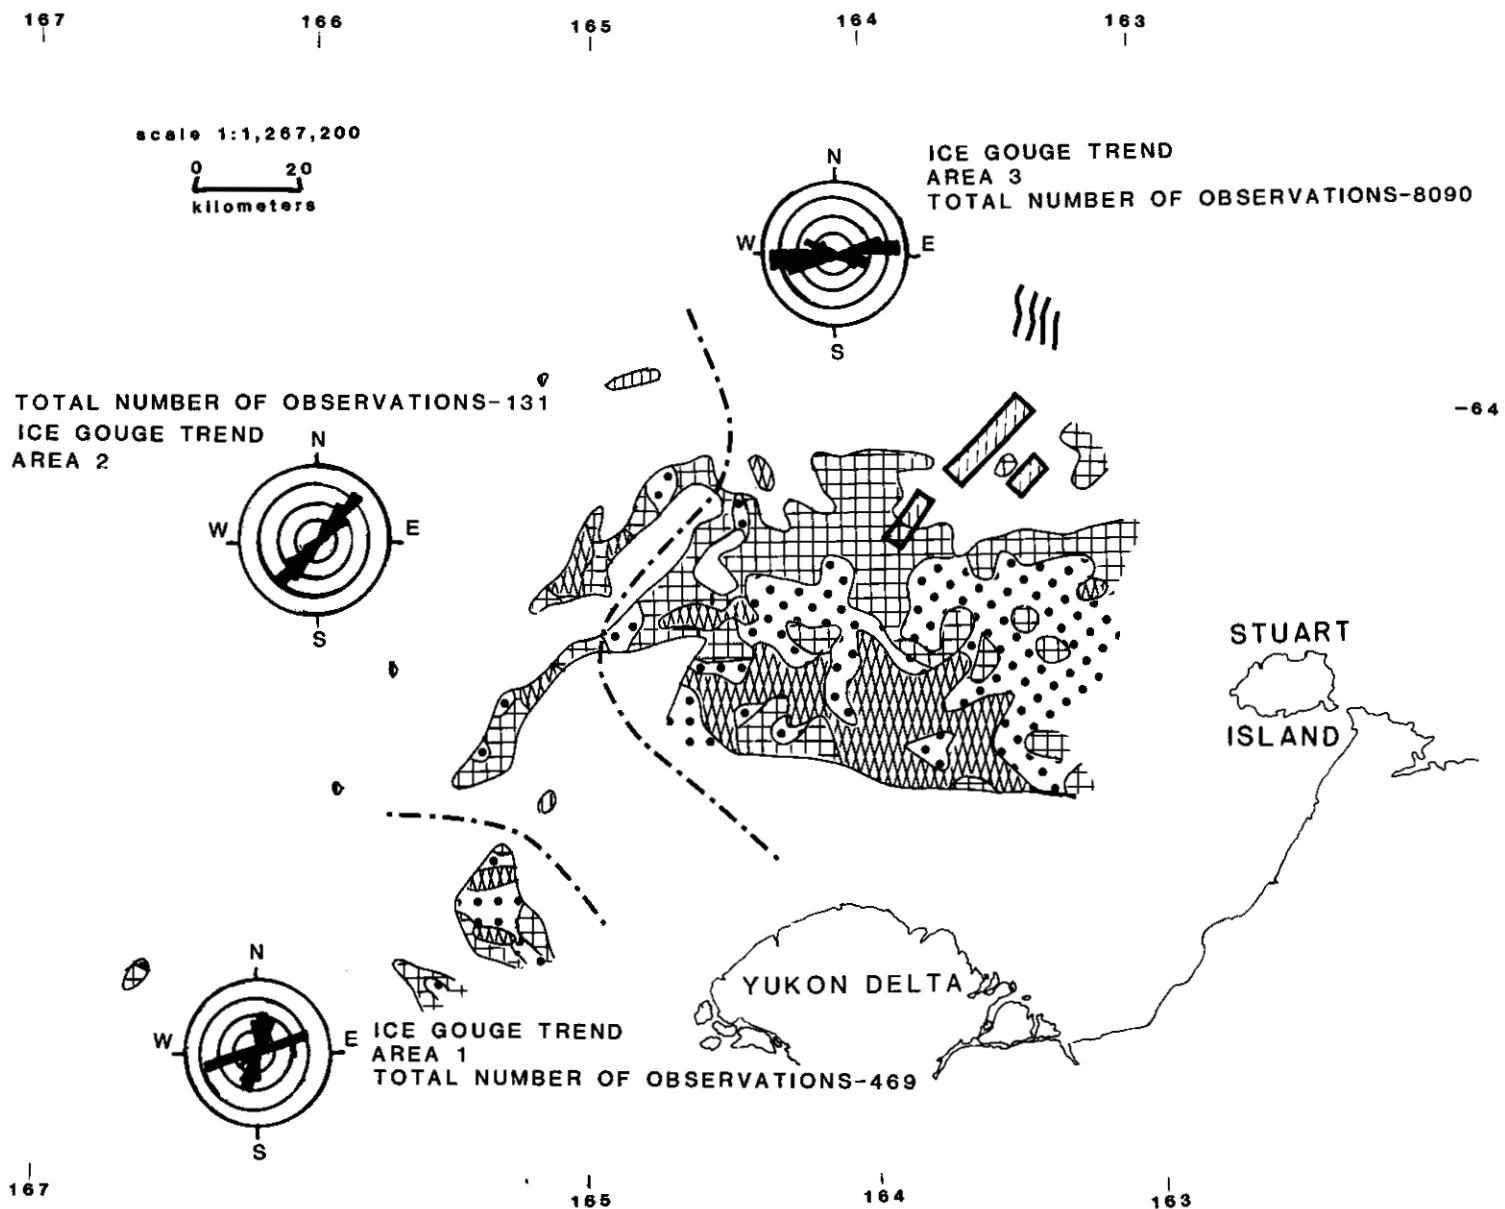 167 166 165 164 163
scale 1:1,267,200
0 20
kilometers
N
W E
S
ICE GOUGE TREND
AREA 3
TOTAL NUMBER OF OBSERVATIONS-8090
-64
TOTAL NUMBER OF OBSERVATIONS-131
ICE GOUGE TREND
AREA 2
N
W E
S
STUART
ISLAND
YUKON DELTA
N
W E
S
ICE GOUGE TREND
AREA 1
TOTAL NUMBER OF OBSERVATIONS-469
167 165 164 163